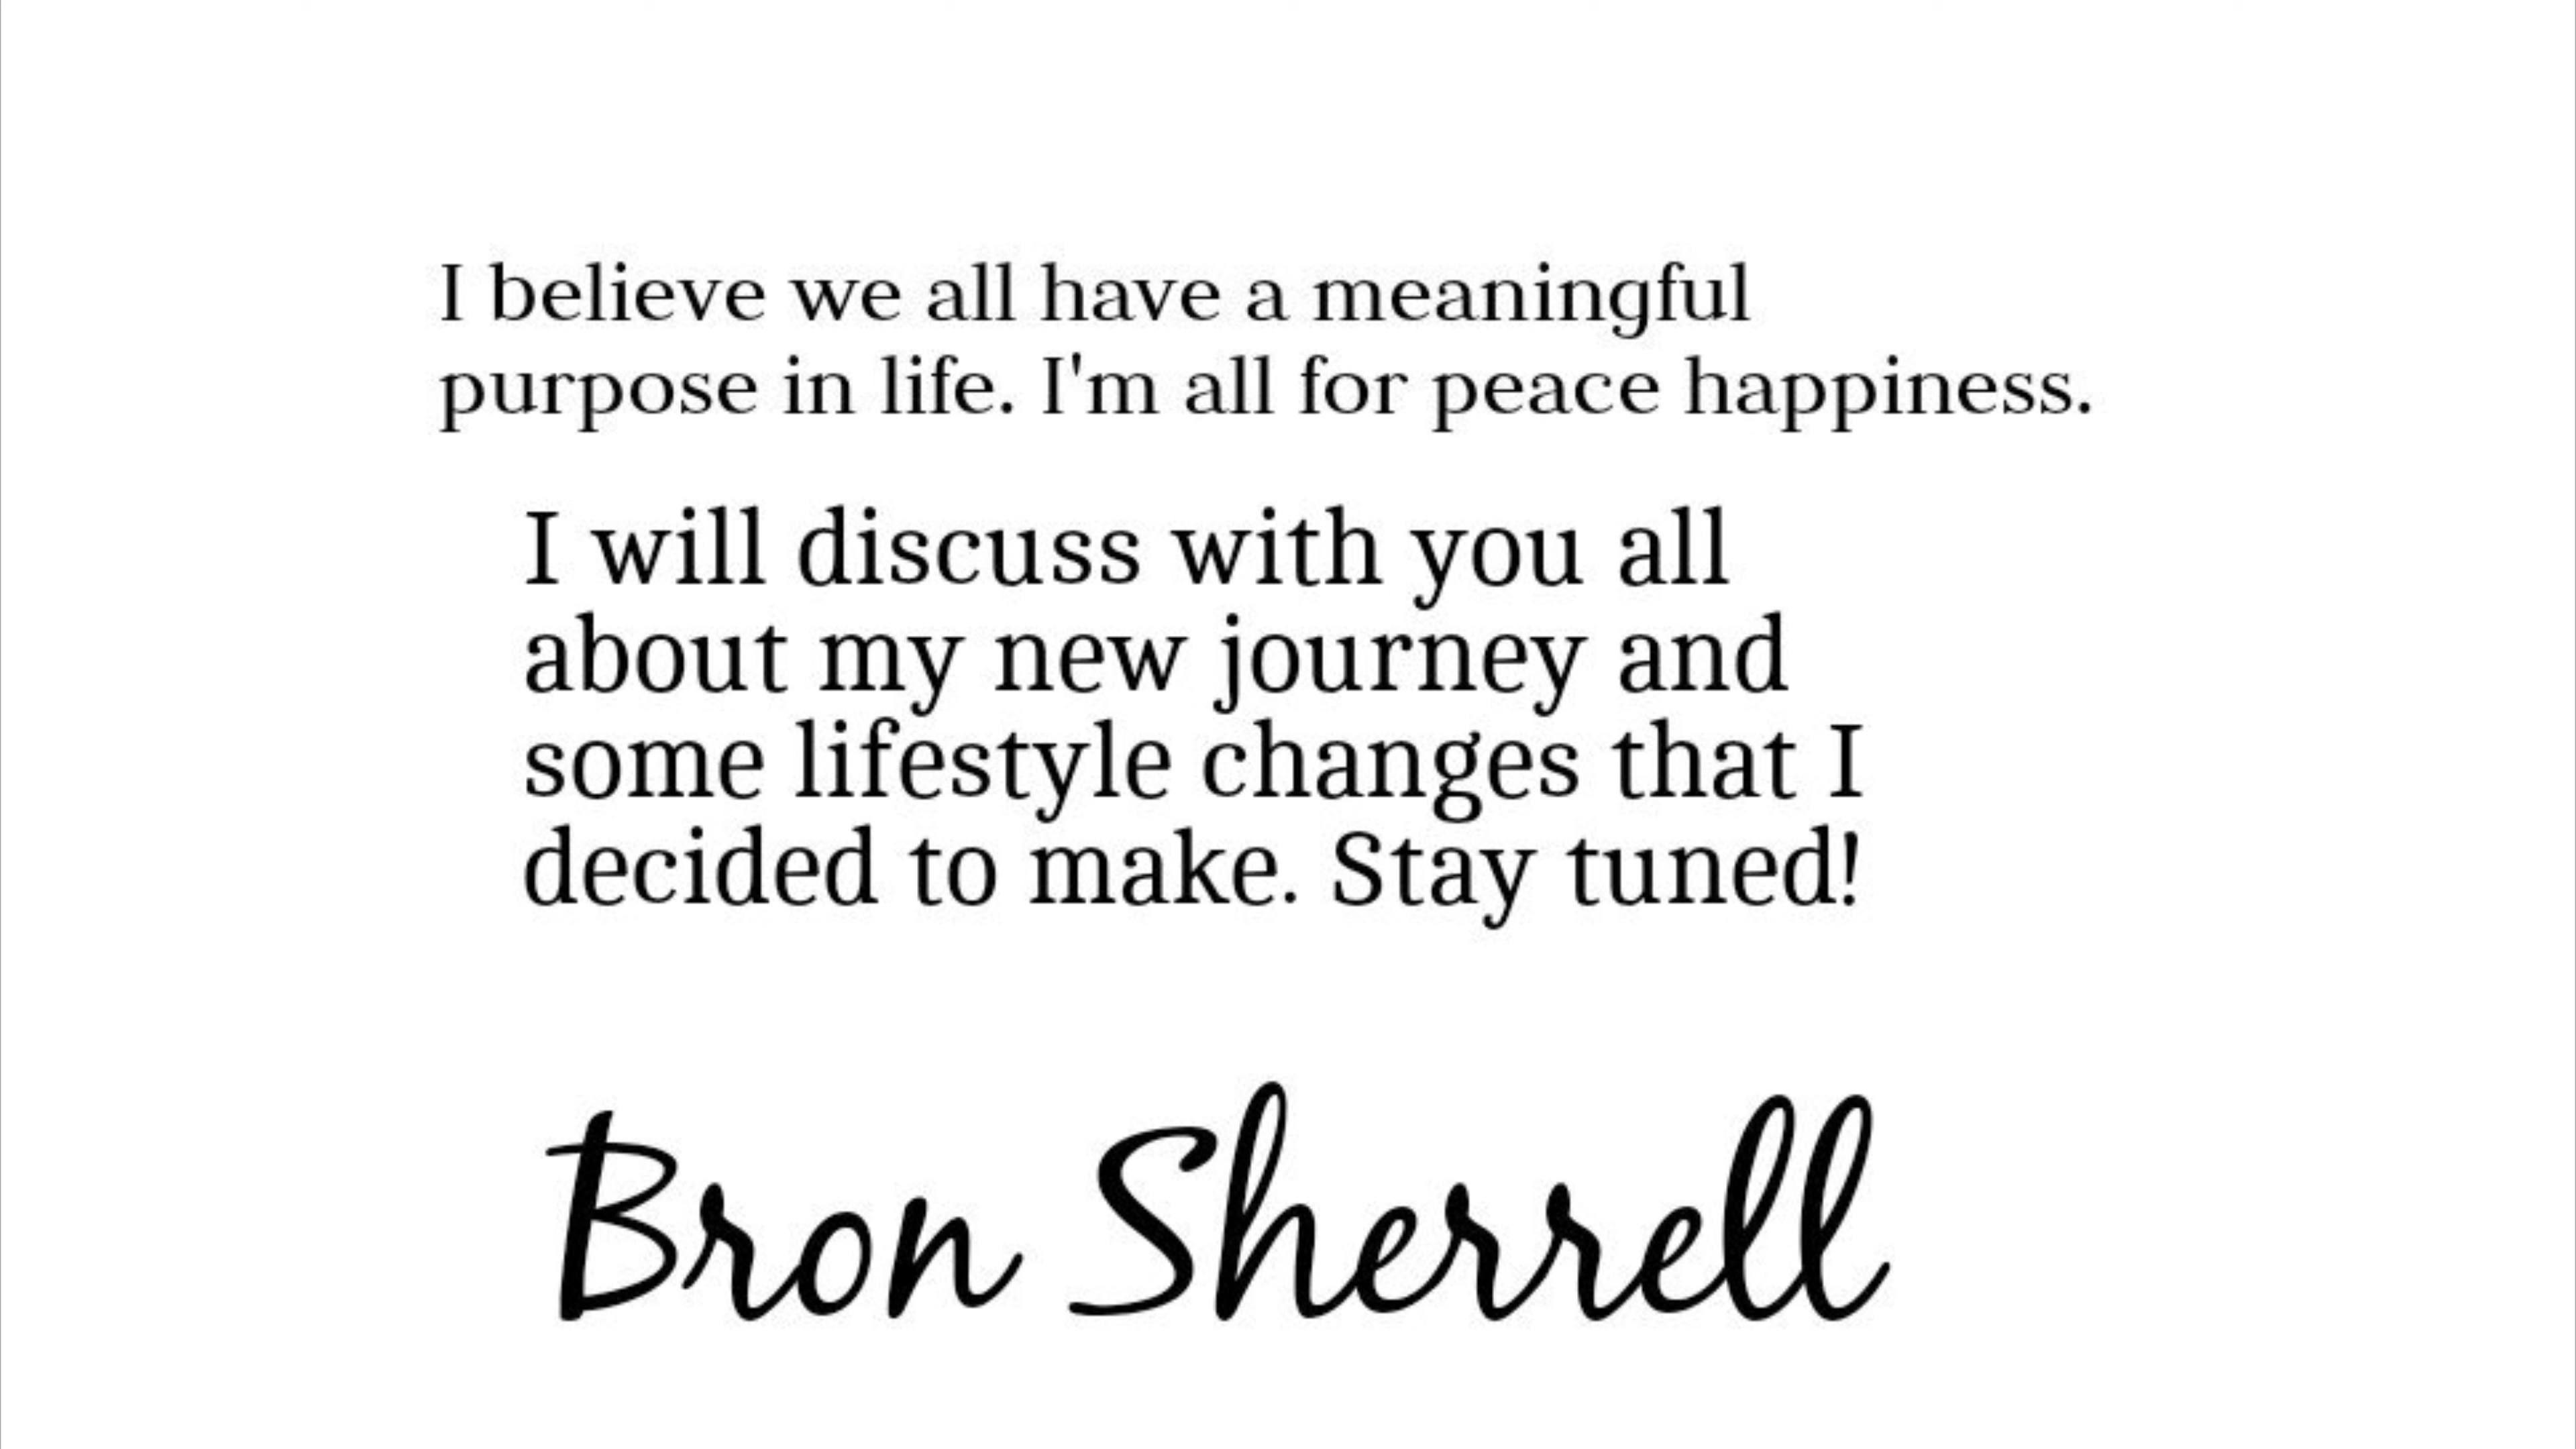 I believe we all have a meaningful
purpose in life. I'm all for peace happiness.
I will discuss with you all
about my new journey and
some lifestyle changes that I
decided to make. Stay tuned!
Bron Sherrell